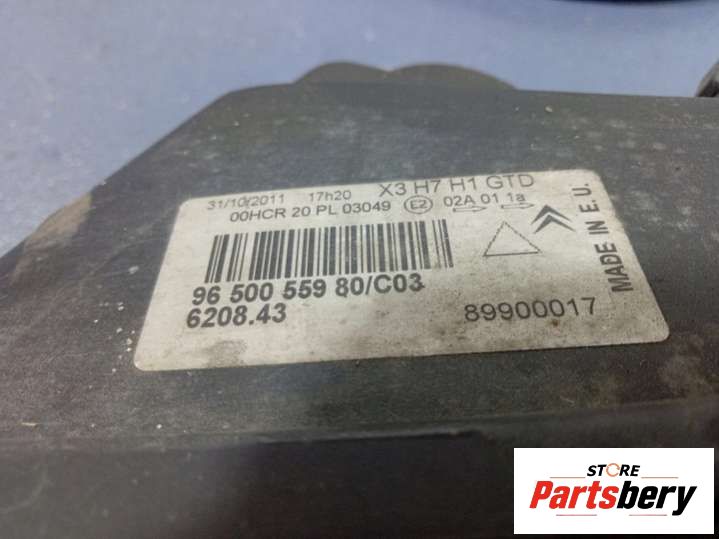 31/10/2011 17h20 X3 H7 H1 GTD
00HCR 20 PL 03049 E2 02A 01 1a
96 500 559 80/C03
6208.43
89900017
MADE IN E.U.
STORE
Partsbery